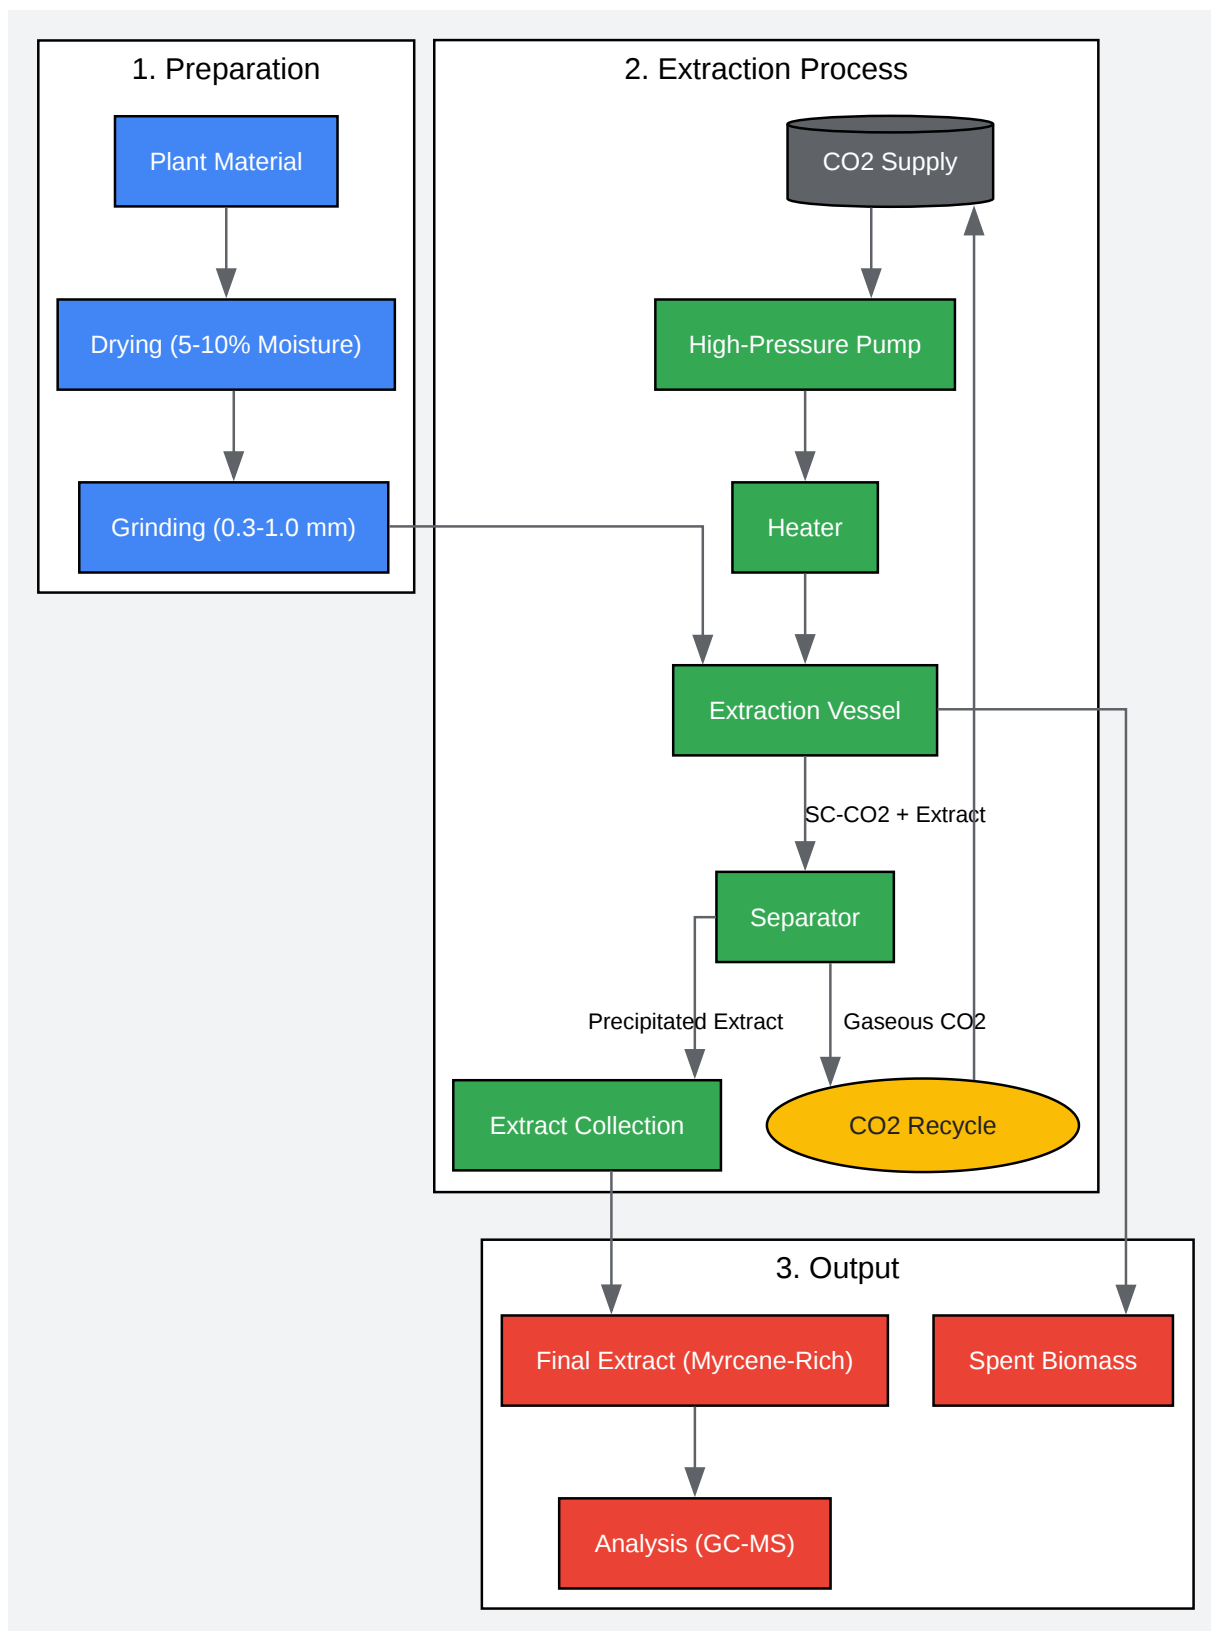 1. Preparation
Plant Material
Drying (5-10% Moisture)
Grinding (0.3-1.0 mm)
2. Extraction Process
CO2 Supply
High-Pressure Pump
Heater
Extraction Vessel
SC-CO2 + Extract
Separator
Precipitated Extract
Gaseous CO2
Extract Collection
CO2 Recycle
3. Output
Final Extract (Myrcene-Rich)
Spent Biomass
Analysis (GC-MS)